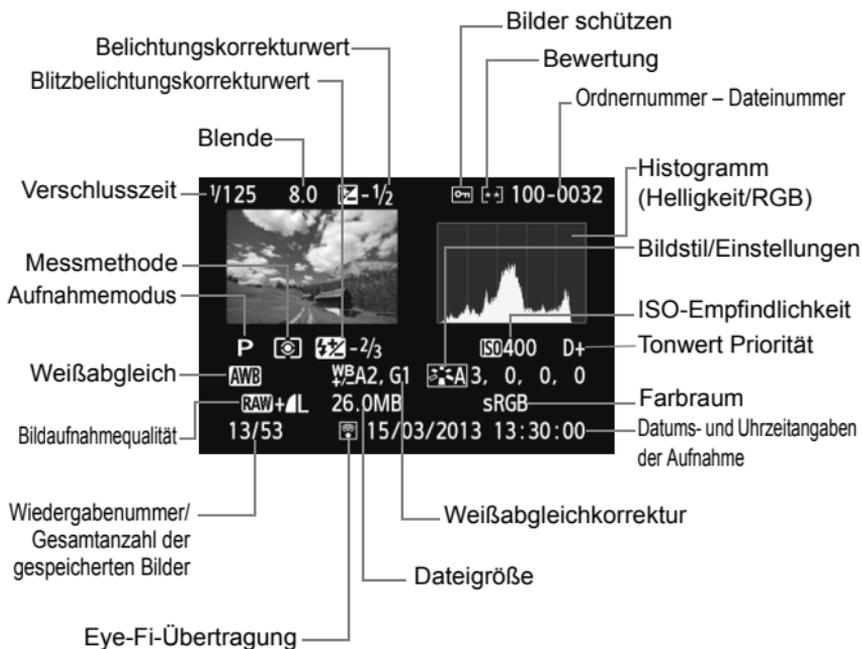 Bilder schützen
Belichtungskorrekturwert
Bewertung
Blitzbelichtungskorrekturwert
Ordnernummer – Dateinummer
Blende
Histogramm
(Helligkeit/RGB)
Verschlusszeit
1/125 8.0 -1/2 100-0032
Bildstil/Einstellungen
Messmethode
Aufnahmemodus
ISO-Empfindlichkeit
P -2/3 ISO 400 D+
Tonwert Priorität
Weißabgleich
AWB WB+/- A2, G1 A 3, 0, 0, 0
RAW+L 26.0MB sRGB
Farbraum
Bildaufnahmequalität
13/53 15/03/2013 13:30:00
Datums- und Uhrzeitangaben
der Aufnahme
Wiedergabenummer/
Gesamtanzahl der
gespeicherten Bilder
Weißabgleichkorrektur
Dateigröße
Eye-Fi-Übertragung